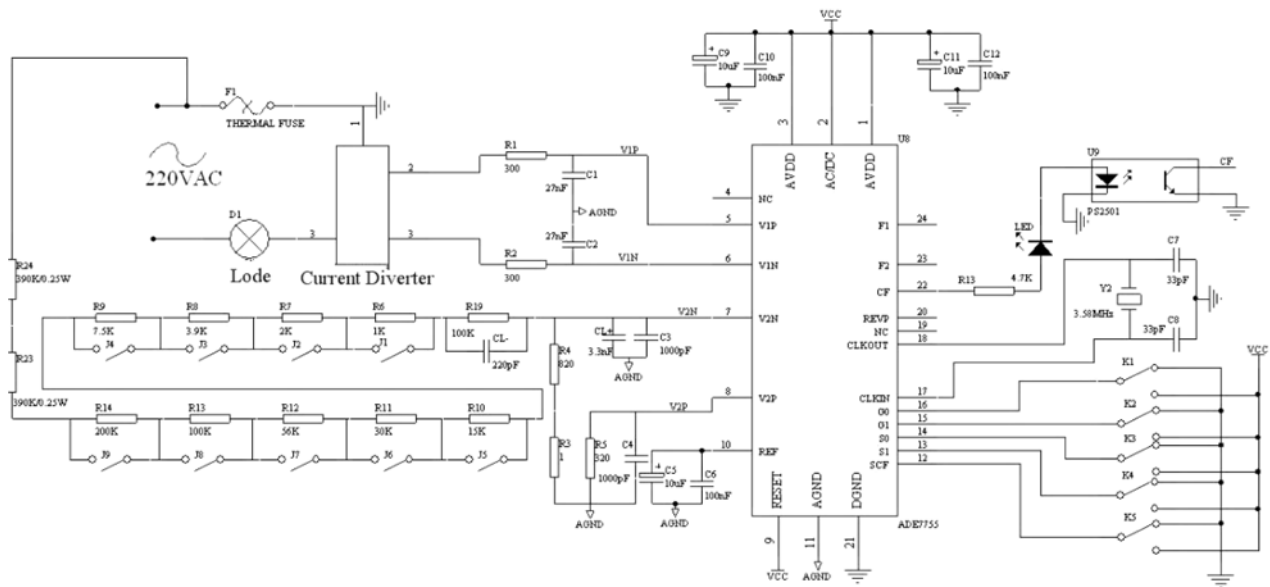 VCC
C9
10uF
C10
100nF
C11
10uF
C12
100nF
F1
THERMAL FUSE
1
220VAC
D1
Lode
3
2
3
Current Diverter
R1
300
V1P
C1
27nF
AGND
27nF
C2
R2
300
V1N
3
2
1
U8
AVDD
AC/DC
AVDD
4
NC
5
V1P
6
V1N
7
V2N
8
V2P
10
REF
RESET
AGND
DGND
9
11
21
VCC
AGND
ADE7755
F1
24
F2
23
CF
22
REVP
20
NC
19
CLKOUT
18
CLKIN
17
G0
16
G1
15
S0
14
S1
13
SCF
12
U9
CF
PS2501
LED
R13
4.7K
C7
33pF
Y2
3.58MHz
C8
33pF
VCC
K1
K2
K3
K4
K5
R24
390K/0.25W
R23
390K/0.25W
R9
7.5K
J4
R8
3.9K
J3
R7
2K
J2
R6
1K
J1
R19
100K
CL-
220pF
V2N
R4
820
CL+
3.3nF
C3
1000pF
AGND
R14
200K
J9
R13
100K
J8
R12
56K
J7
R11
30K
J6
R10
15K
J5
R3
1
R5
320
V2P
C4
1000pF
AGND
C5
10uF
C6
100nF
AGND